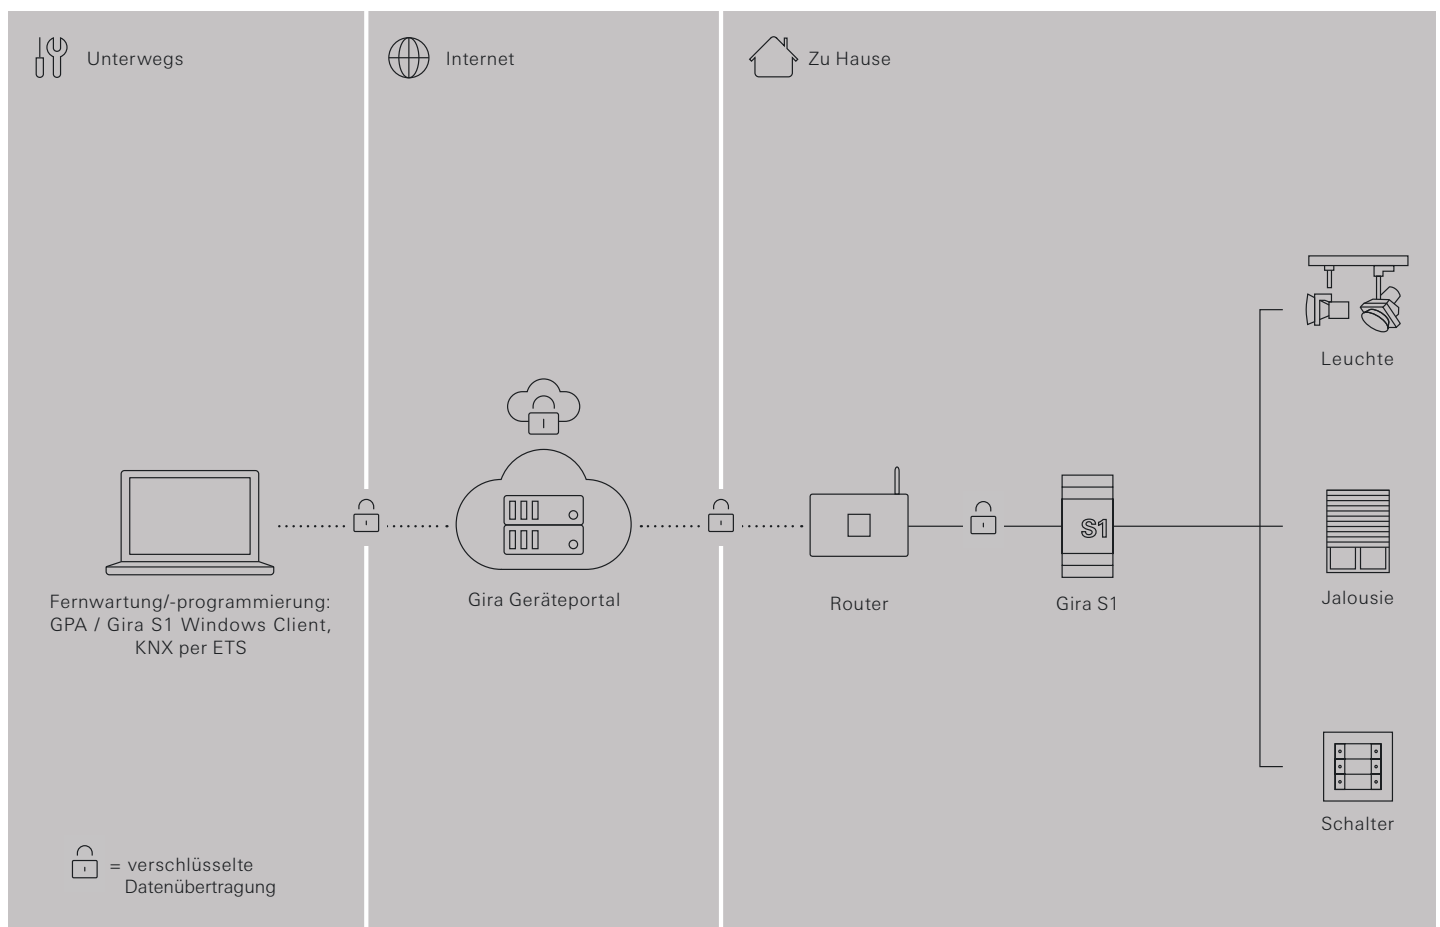 Unterwegs
Internet
Zu Hause
Leuchte
S1
Fernwartung/-programmierung:
GPA / Gira S1 Windows Client,
KNX per ETS
Gira Geräteportal
Router
Gira S1
Jalousie
Schalter
= verschlüsselte
Datenübertragung